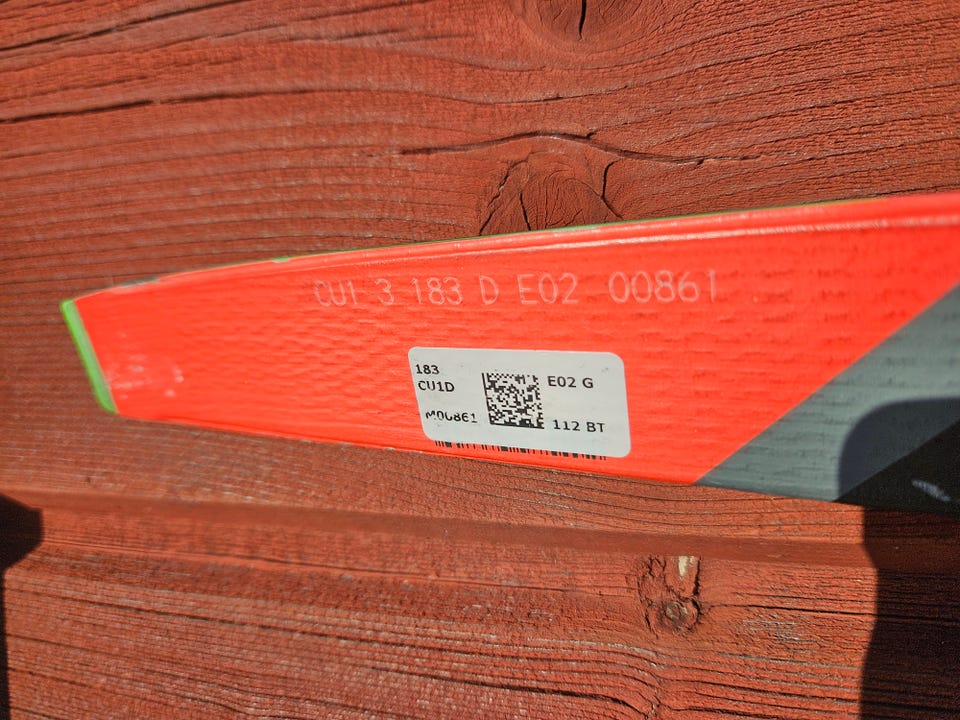 CU1 3 183 D E02 00861
183
CU1D E02 G
M00861 112 BT